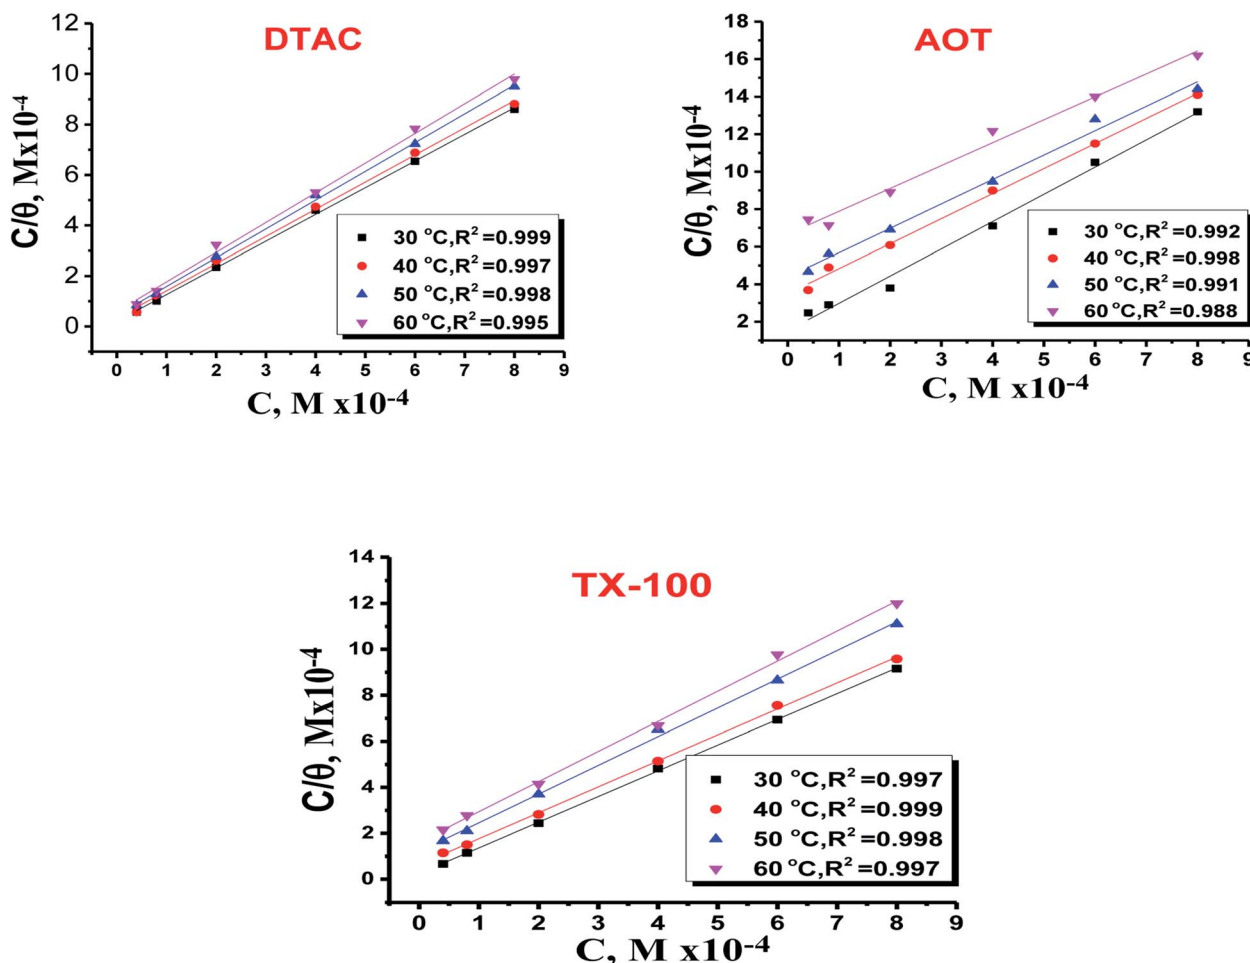 DTAC
C/θ, Mx10⁻⁴
12
10
8
6
4
2
0
30 °C,R²=0.999
40 °C,R²=0.997
50 °C,R²=0.998
60 °C,R²=0.995
0 1 2 3 4 5 6 7 8 9
C, M x10⁻⁴
AOT
C/θ, Mx10⁻⁴
18
16
14
12
10
8
6
4
2
30 °C,R²=0.992
40 °C,R²=0.998
50 °C,R²=0.991
60 °C,R²=0.988
0 1 2 3 4 5 6 7 8 9
C, M x10⁻⁴
TX-100
C/θ, Mx10⁻⁴
14
12
10
8
6
4
2
0
30 °C,R²=0.997
40 °C,R²=0.999
50 °C,R²=0.998
60 °C,R²=0.997
0 1 2 3 4 5 6 7 8 9
C, M x10⁻⁴